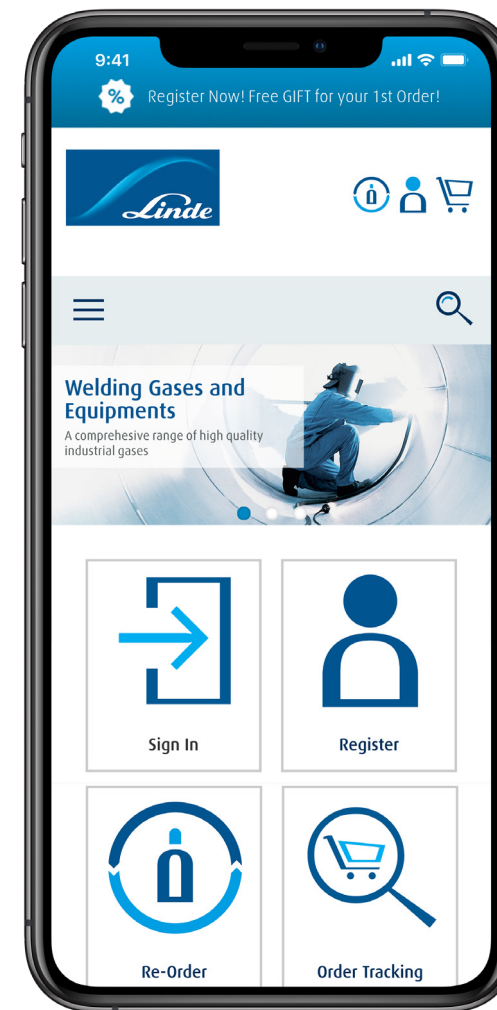 9:41
% Register Now! Free GIFT for your 1st Order!
Linde
Welding Gases and
Equipments
A comprehesive range of high quality
industrial gases
Sign In
Register
Re-Order
Order Tracking